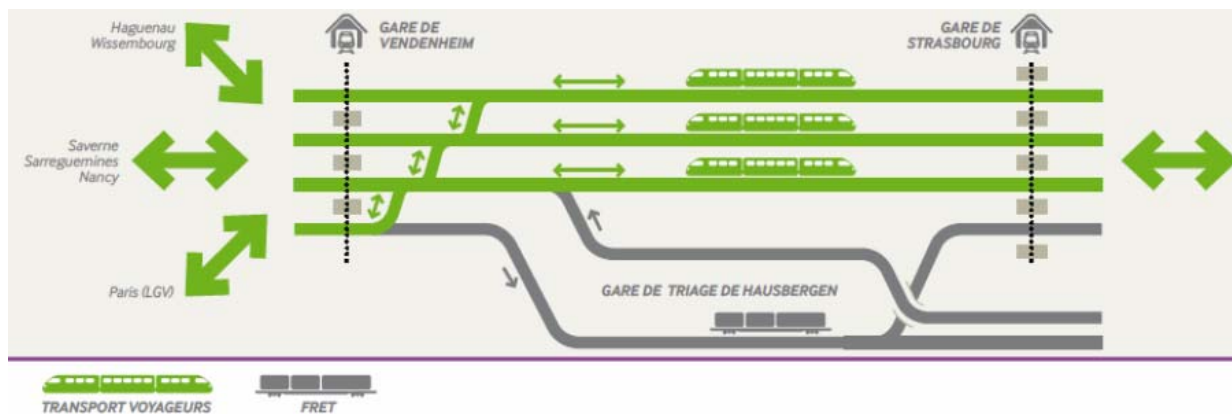 Haguenau
Wissembourg
GARE DE
VENDENHEIM
GARE DE
STRASBOURG
Saverne
Sarreguemines
Nancy
Paris (LGV)
GARE DE TRIAGE DE HAUSBERGEN
TRANSPORT VOYAGEURS
FRET